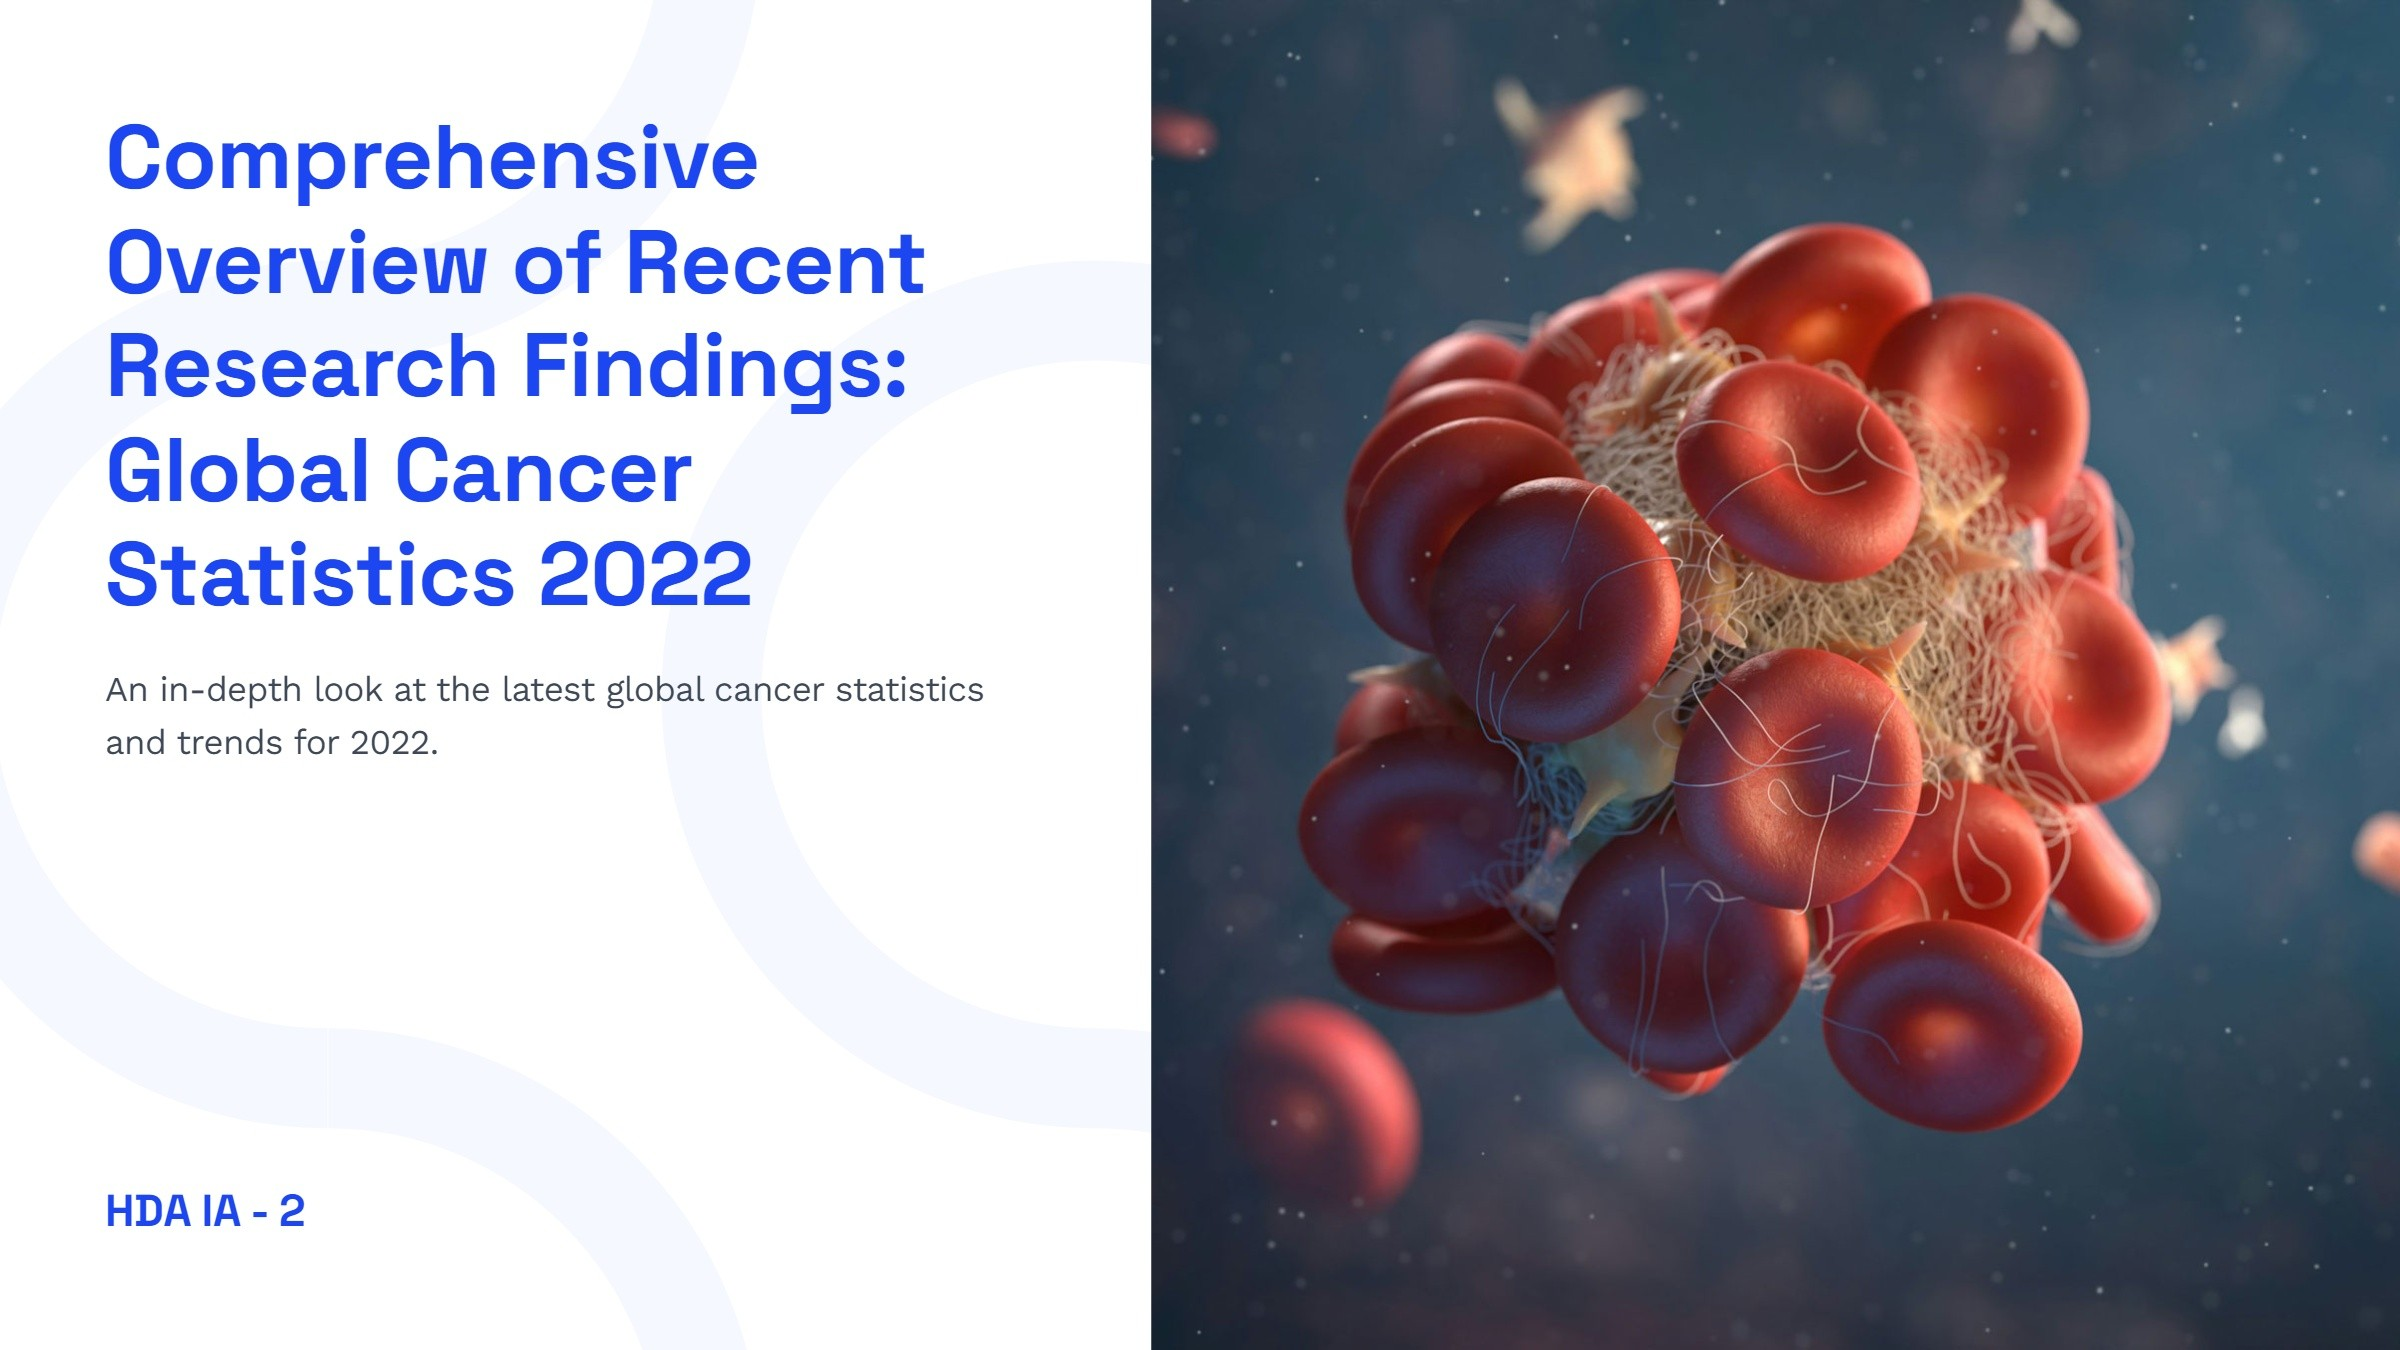 Comprehensive
Overview of Recent
Research Findings:
Global Cancer
Statistics 2022
An in-depth look at the latest global cancer statistics
and trends for 2022.
HDA IA - 2